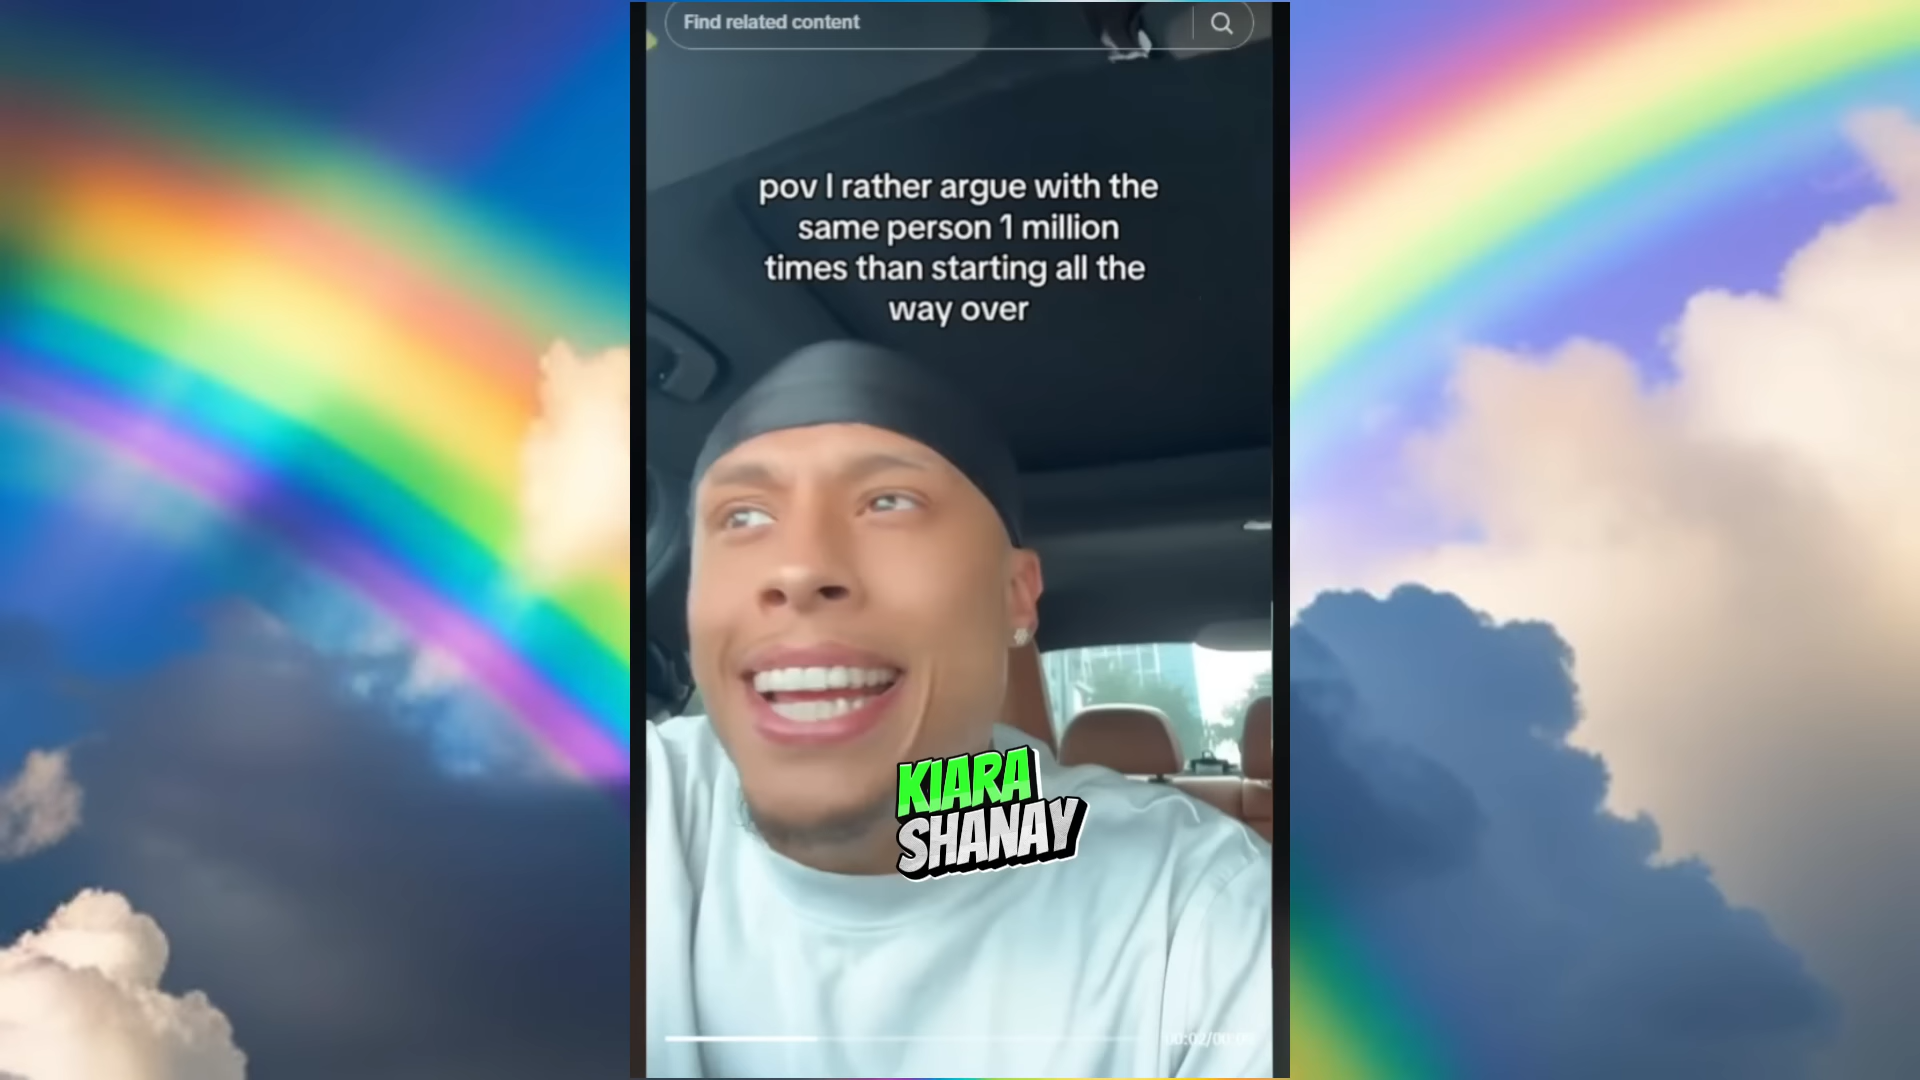 Find related content
pov I rather argue with the
same person 1 million
times than starting all the
way over
KIARA
SHANAY